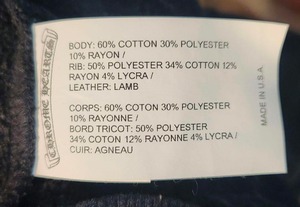 CHROME HEARTS
BODY: 60% COTTON 30% POLYESTER
10% RAYON /
RIB: 50% POLYESTER 34% COTTON 12%
RAYON 4% LYCRA /
LEATHER: LAMB
CORPS: 60% COTON 30% POLYESTER
10% RAYONNE /
BORD TRICOT: 50% POLYESTER
34% COTON 12% RAYONNE 4% LYCRA /
CUIR: AGNEAU
MADE IN U.S.A.